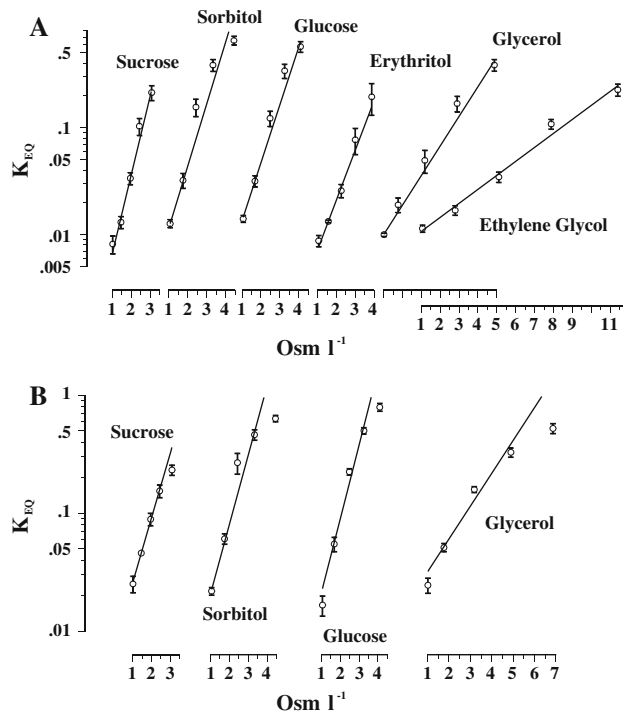 A
Sorbitol
Glucose
Glycerol
Sucrose
Erythritol
.5
.1
.05
.01
.005
K_EQ
Ethylene Glycol
1 2 3 1 2 3 4 1 2 3 4 1 2 3 4 1 2 3 4 5 6 7 8 9 11
Osm l⁻¹
B
1
.5
.1
.05
.01
K_EQ
Sucrose
Sorbitol
Glucose
Glycerol
1 2 3 1 2 3 4 1 2 3 4 1 2 3 4 5 6 7
Osm l⁻¹